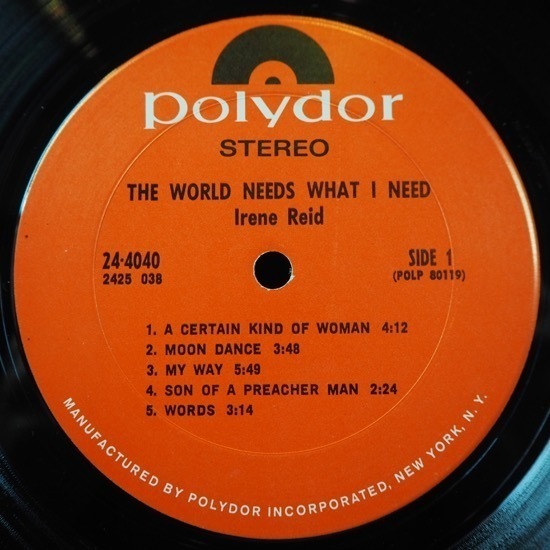 polydor
STEREO
THE WORLD NEEDS WHAT I NEED
Irene Reid
24-4040
2425 038
SIDE 1
(POLP 80119)
1. A CERTAIN KIND OF WOMAN 4:12
2. MOON DANCE 3:48
3. MY WAY 5:49
4. SON OF A PREACHER MAN 2:24
5. WORDS 3:14
MANUFACTURED BY POLYDOR INCORPORATED, NEW YORK, N.Y.